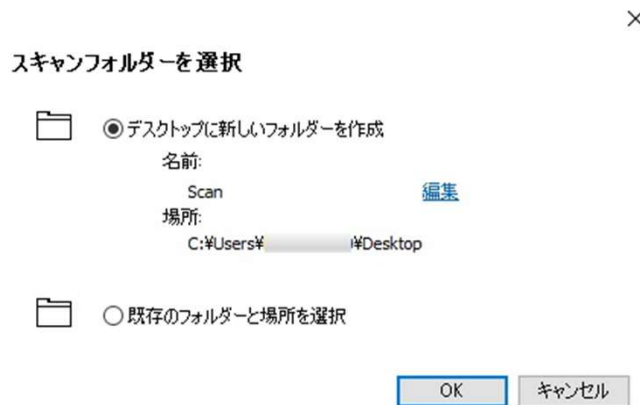 スキャンフォルダーを選択
デスクトップに新しいフォルダーを作成
名前:
Scan 編集
場所:
C:¥Users¥ ¥Desktop
既存のフォルダーと場所を選択
OK キャンセル